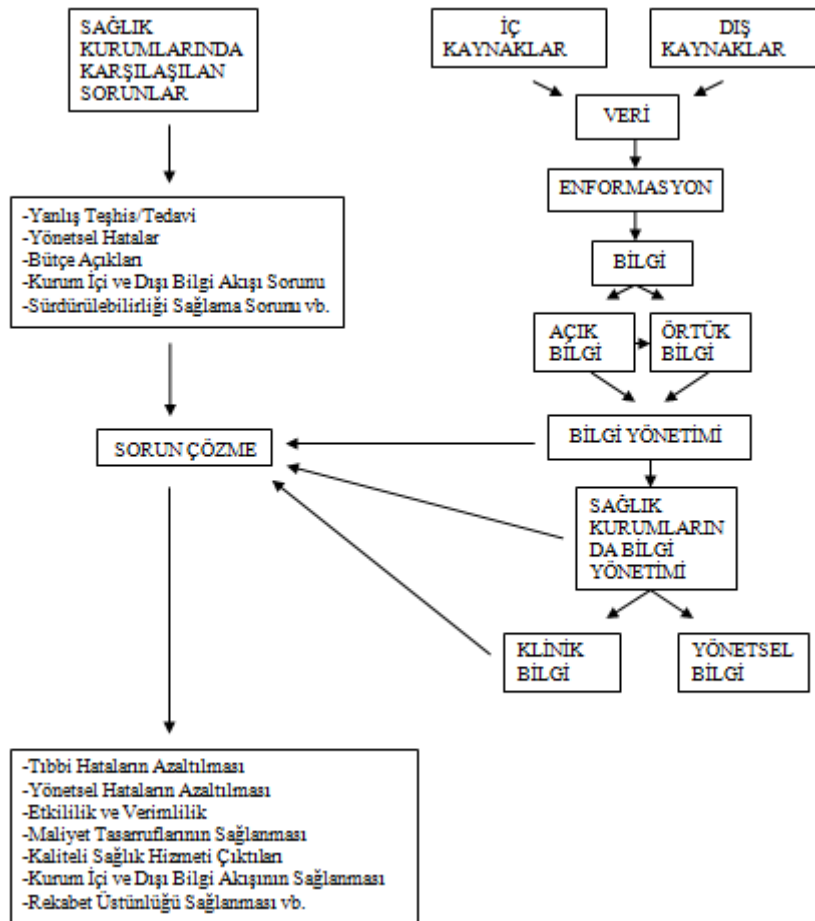 SAĞLIK
KURUMLARINDA
KARŞILAŞILAN
SORUNLAR
İÇ
KAYNAKLAR
DIŞ
KAYNAKLAR
VERİ
ENFORMASYON
-Yanlış Teşhis/Tedavi
-Yönetsel Hatalar
-Bütçe Açıkları
-Kurum İçi ve Dışı Bilgi Akışı Sorunu
-Sürdürülebilirliği Sağlama Sorunu vb.
BİLGİ
AÇIK
BİLGİ
ÖRTÜK
BİLGİ
SORUN ÇÖZME
BİLGİ YÖNETİMİ
SAĞLIK
KURUMLARIN
DA BİLGİ
YÖNETİMİ
KLİNİK
BİLGİ
YÖNETSEL
BİLGİ
-Tıbbi Hataların Azaltılması
-Yönetsel Hataların Azaltılması
-Etkililik ve Verimlilik
-Maliyet Tasarruflarının Sağlanması
-Kaliteli Sağlık Hizmeti Çıktıları
-Kurum İçi ve Dışı Bilgi Akışının Sağlanması
-Rekabet Üstünlüğü Sağlanması vb.